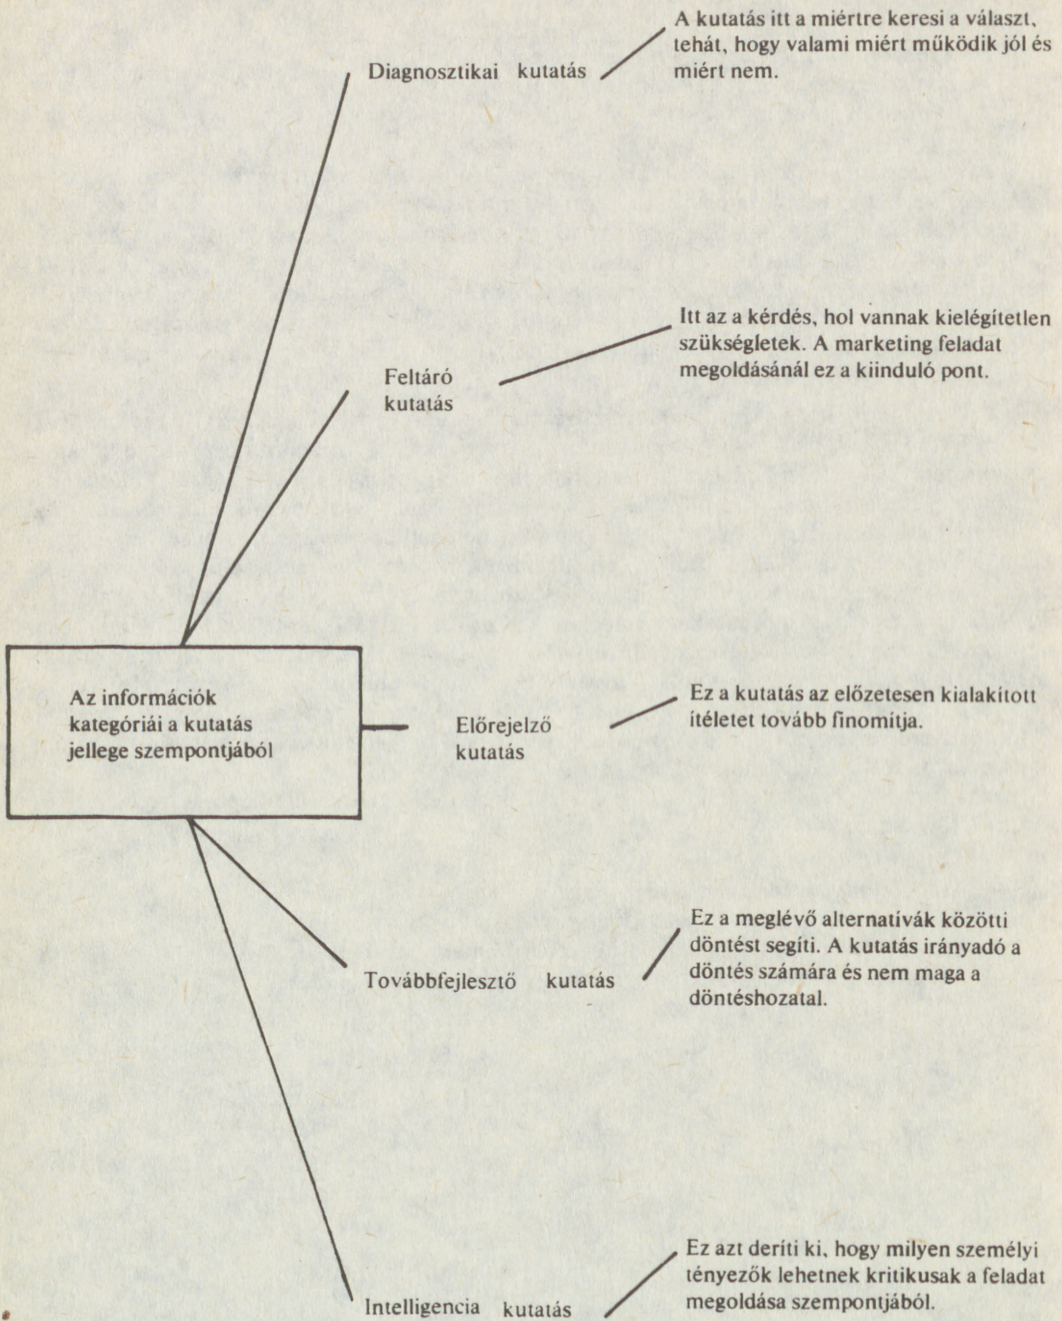 A kutatás itt a miértre keresi a választ,
tehát, hogy valami miért működik jól és
miért nem.
Diagnosztikai kutatás
Itt az a kérdés, hol vannak kielégítetlen
szükségletek. A marketing feladat
megoldásánál ez a kiinduló pont.
Feltáró
kutatás
Az információk
kategóriái a kutatás
jellege szempontjából
Előrejelző
kutatás
Ez a kutatás az előzetesen kialakított
ítéletet tovább finomítja.
Továbbfejlesztő kutatás
Ez a meglévő alternatívák közötti
döntést segíti. A kutatás irányadó a
döntés számára és nem maga a
döntéshozatal.
Intelligencia kutatás
Ez azt deríti ki, hogy milyen személyi
tényezők lehetnek kritikusak a feladat
megoldása szempontjából.